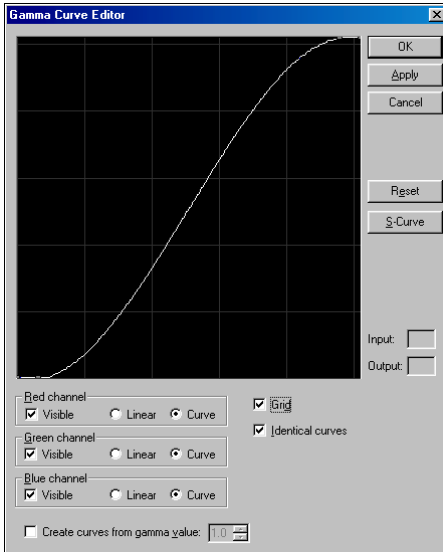 Gamma Curve Editor
OK
Apply
Cancel
Reset
S-Curve
Input:
Output:
Red channel
Visible Linear Curve
Green channel
Visible Linear Curve
Blue channel
Visible Linear Curve
Grid
Identical curves
Create curves from gamma value: 1.0